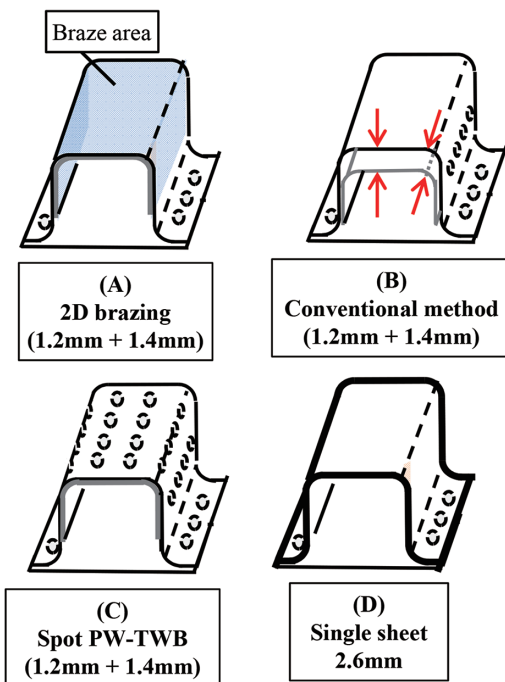 Braze area
(A)
2D brazing
(1.2mm + 1.4mm)
(B)
Conventional method
(1.2mm + 1.4mm)
(C)
Spot PW-TWB
(1.2mm + 1.4mm)
(D)
Single sheet
2.6mm